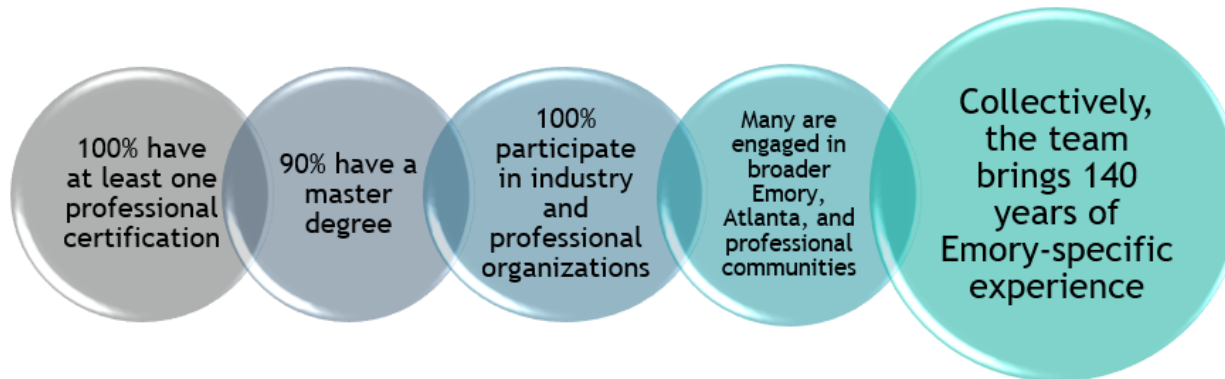 100% have
at least one
professional
certification
90% have a
master
degree
100%
participate
in industry
and
professional
organizations
Many are
engaged in
broader
Emory,
Atlanta, and
professional
communities
Collectively,
the team
brings 140
years of
Emory-specific
experience